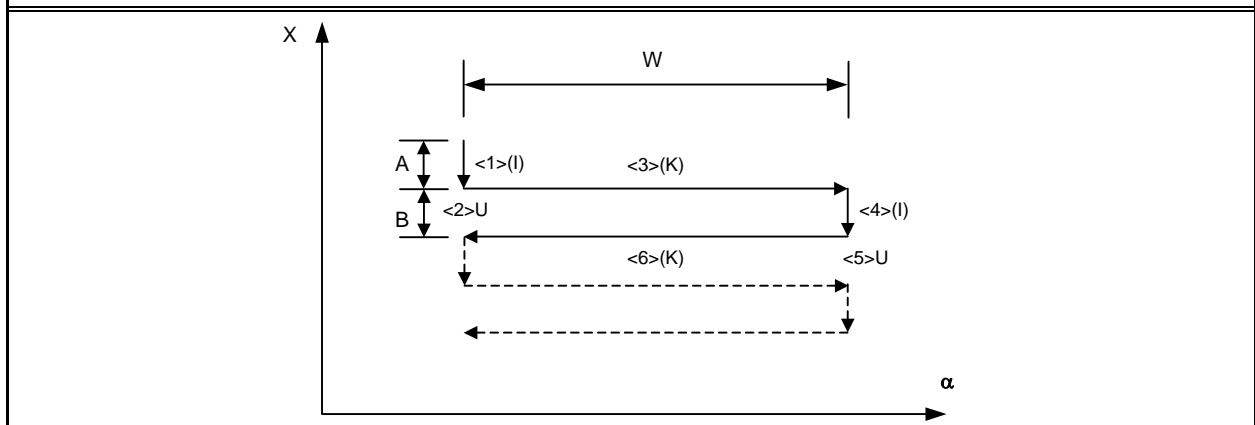 X
W
A
<1>(I)
<3>(K)
B
<2>U
<4>(I)
<6>(K)
<5>U
α